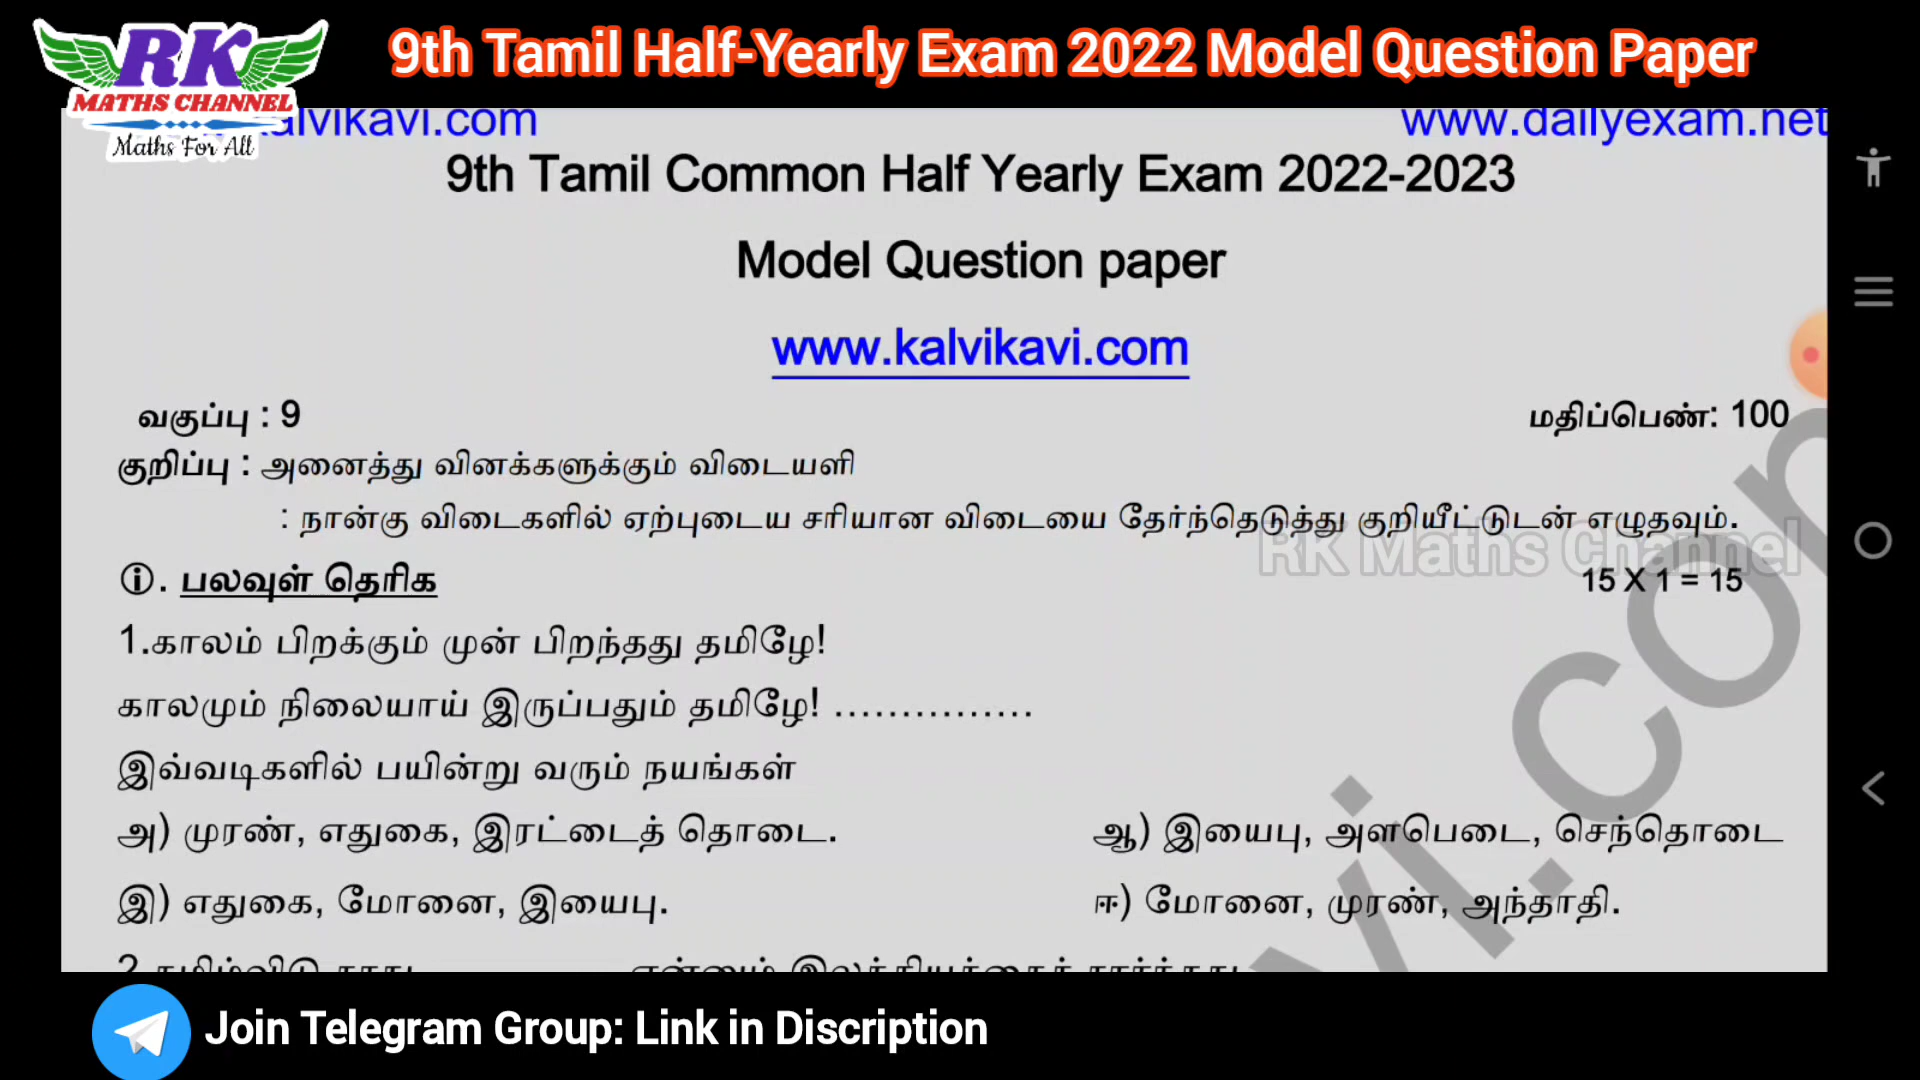 RK
MATHS CHANNEL
Maths For All
9th Tamil Half-Yearly Exam 2022 Model Question Paper
www.dailyexam.net
9th Tamil Common Half Yearly Exam 2022-2023
Model Question paper
www.kalvikavi.com
வகுப்பு : 9
மதிப்பெண்: 100
குறிப்பு : அனைத்து வினக்களுக்கும் விடையளி
: நான்கு விடைகளில் ஏற்புடைய சரியான விடையை தேர்ந்தெடுத்து குறியீட்டுடன் எழுதவும்.
RK Maths Channel
ⓘ. பலவுள் தெரிக
15 X 1 = 15
1.காலம் பிறக்கும் முன் பிறந்தது தமிழே!
காலமும் நிலையாய் இருப்பதும் தமிழே! ...............
இவ்வடிகளில் பயின்று வரும் நயங்கள்
அ) முரண், எதுகை, இரட்டைத் தொடை.
ஆ) இயைபு, அளபெடை, செந்தொடை
இ) எதுகை, மோனை, இயைபு.
ஈ) மோனை, முரண், அந்தாதி.
Join Telegram Group: Link in Discription